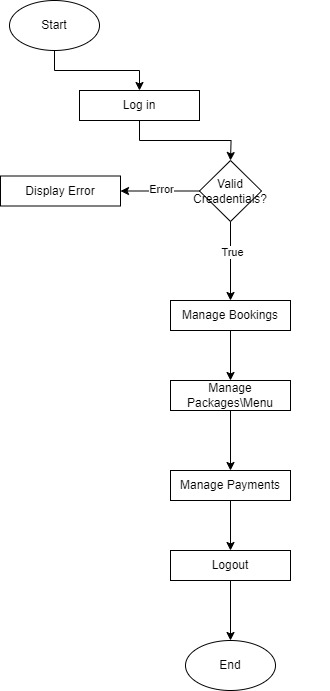 Start
Log in
Valid
Creadentials?
Error
Display Error
True
Manage Bookings
Manage
Packages\Menu
Manage Payments
Logout
End